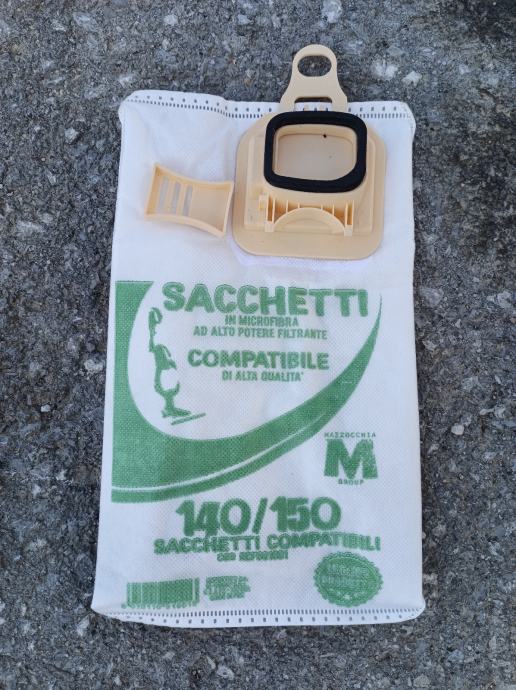 SACCHETTI
IN MICROFIBRA
AD ALTO POTERE FILTRANTE
COMPATIBILE
DI ALTA QUALITA'
MAZZOCCHIA
M
GROUP
140/150
SACCHETTI COMPATIBILI